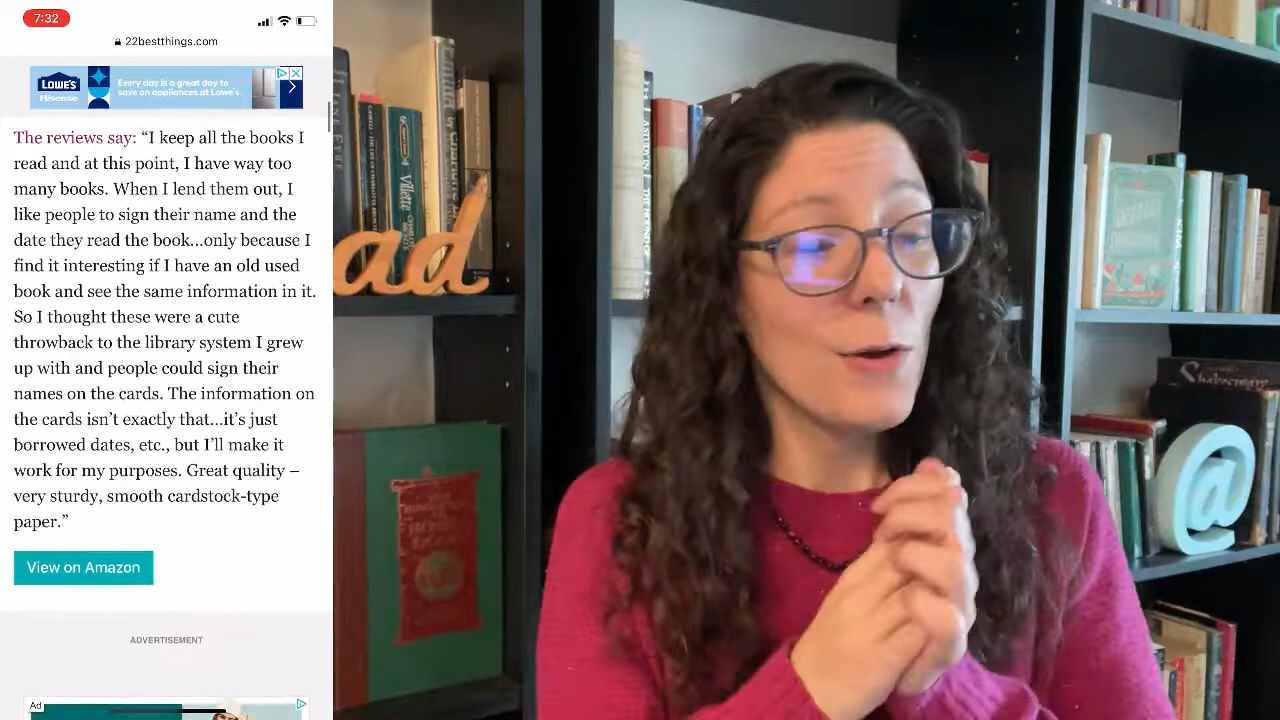 7:32
22bestthings.com
LOWE'S
Hisense
Every day is a great day to
save on appliances at Lowe's.
The reviews say: “I keep all the books I
read and at this point, I have way too
many books. When I lend them out, I
like people to sign their name and the
date they read the book...only because I
find it interesting if I have an old used
book and see the same information in it.
So I thought these were a cute
throwback to the library system I grew
up with and people could sign their
names on the cards. The information on
the cards isn’t exactly that...it’s just
borrowed dates, etc., but I’ll make it
work for my purposes. Great quality –
very sturdy, smooth cardstock-type
paper.”
View on Amazon
ADVERTISEMENT
Ad
ad
Villette
@